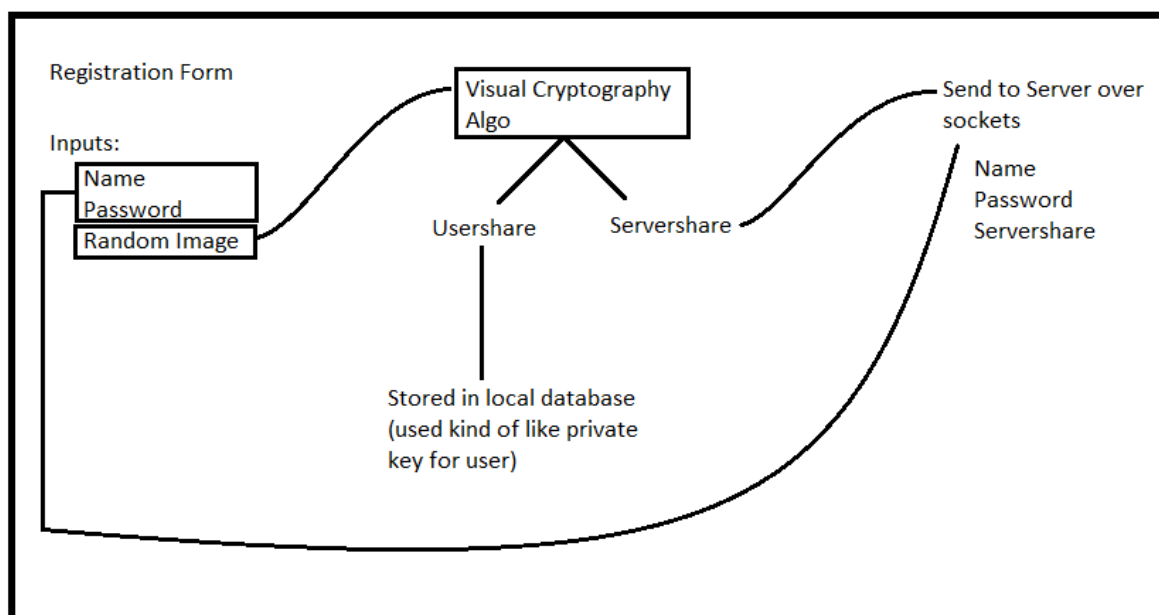 Registration Form
Inputs:
Name
Password
Random Image
Visual Cryptography
Algo
Usershare
Servershare
Stored in local database
(used kind of like private
key for user)
Send to Server over
sockets
Name
Password
Servershare